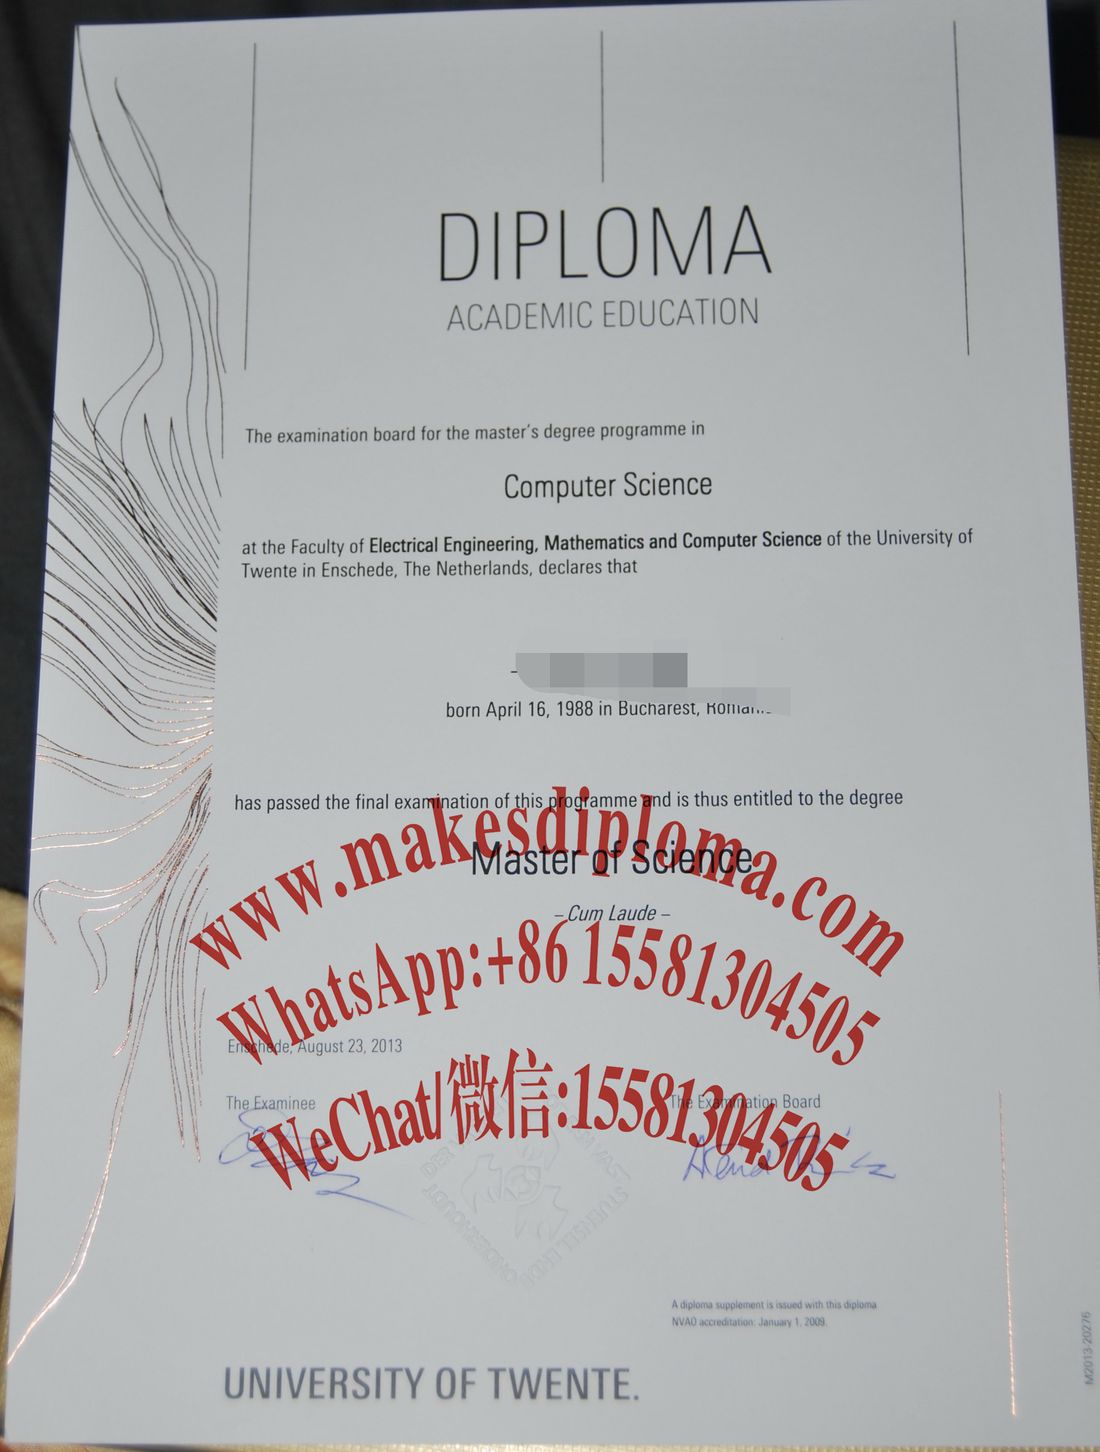 DIPLOMA
ACADEMIC EDUCATION
The examination board for the master's degree programme in
Computer Science
at the Faculty of Electrical Engineering, Mathematics and Computer Science of the University of
Twente in Enschede, The Netherlands, declares that
born April 16, 1988 in Bucharest,
has passed the final examination of this programme and is thus entitled to the degree
www.makesdiploma.com
Master of Science
– Cum Laude –
WhatsApp:+86 15581304505
Enschede, August 23, 2013
WeChat/微信:15581304505
The Examinee
The Examination Board
A diploma supplement is issued with this diploma
NVAO accreditation: January 1, 2009.
UNIVERSITY OF TWENTE.
M2013-20276